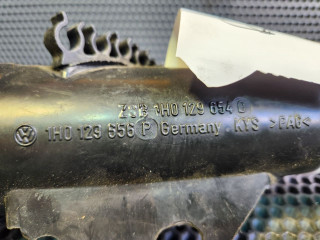 ZSB 1H0 129 654 D
1H0 129 656 P Germany KTS >PA6<